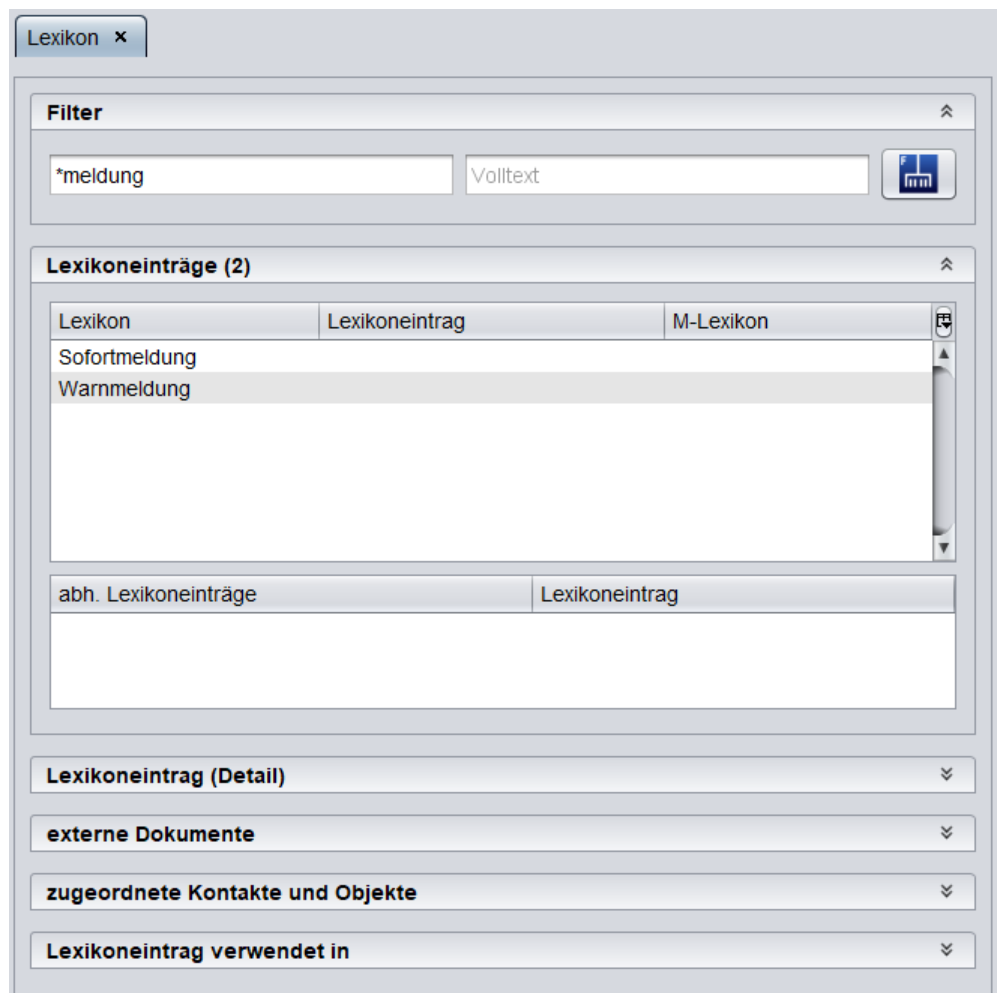 Lexikon ×
Filter
*meldung Volltext F
Lexikoneinträge (2)
Lexikon Lexikoneintrag M-Lexikon
Sofortmeldung
Warnmeldung
abh. Lexikoneinträge Lexikoneintrag
Lexikoneintrag (Detail)
externe Dokumente
zugeordnete Kontakte und Objekte
Lexikoneintrag verwendet in